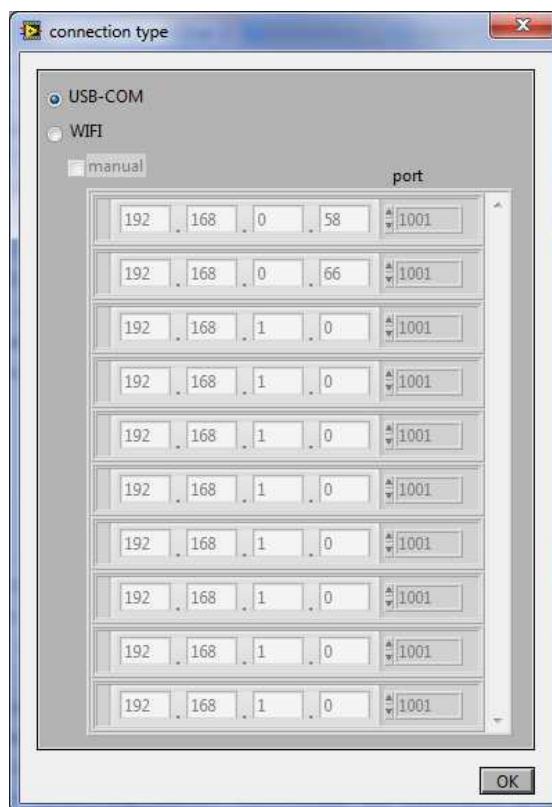 connection type
USB-COM
WIFI
manual
port
192 . 168 . 0 . 58 1001
192 . 168 . 0 . 66 1001
192 . 168 . 1 . 0 1001
192 . 168 . 1 . 0 1001
192 . 168 . 1 . 0 1001
192 . 168 . 1 . 0 1001
192 . 168 . 1 . 0 1001
192 . 168 . 1 . 0 1001
192 . 168 . 1 . 0 1001
192 . 168 . 1 . 0 1001
OK